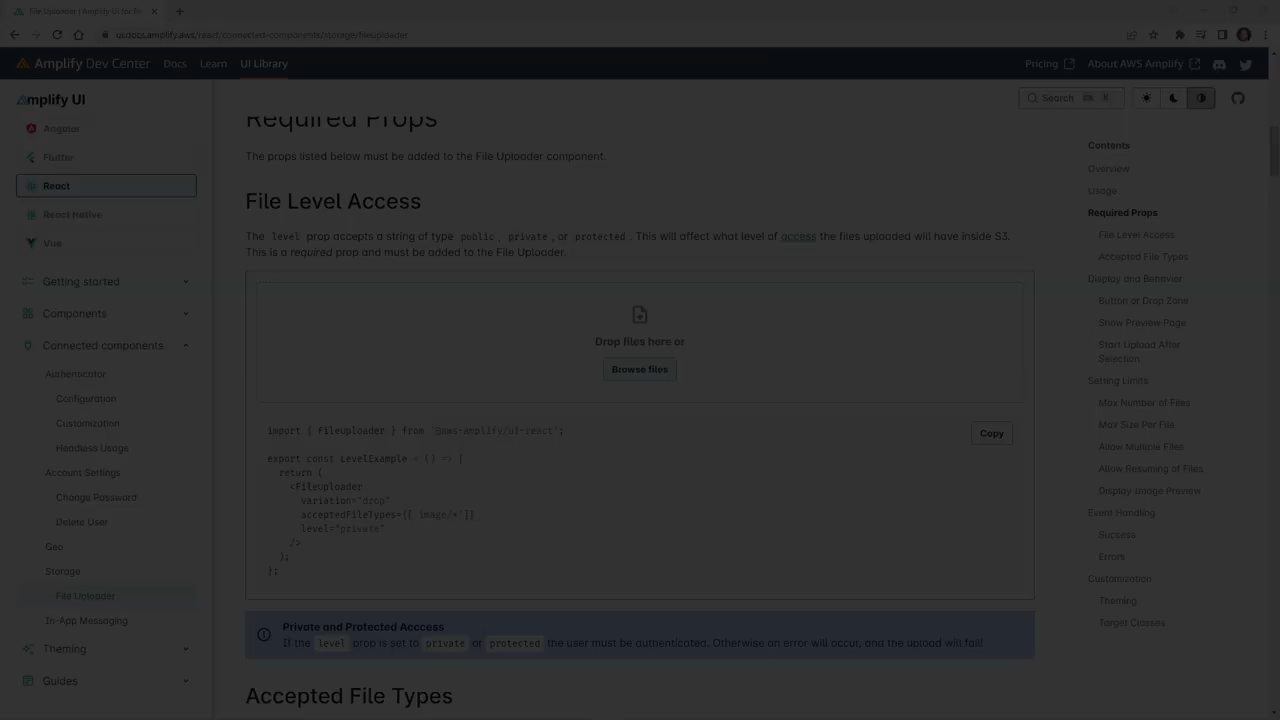 File Uploader | Amplify UI for Re
ui.docs.amplify.aws/react/connected-components/storage/fileuploader
Amplify Dev Center Docs Learn UI Library
Pricing About AWS Amplify
Amplify UI
Search ⌘ K
Angular
Flutter
React
React Native
Vue
Getting started
Components
Connected components
Authenticator
Configuration
Customization
Headless Usage
Account Settings
Change Password
Delete User
Geo
Storage
File Uploader
In-App Messaging
Theming
Guides
Required Props
The props listed below must be added to the File Uploader component.
File Level Access
The level prop accepts a string of type public, private, or protected. This will affect what level of access the files uploaded will have inside S3.
This is a required prop and must be added to the File Uploader.
Drop files here or
Browse files
Copy
import { Fileuploader } from '@aws-amplify/ui-react';
export const LevelExample = () => {
return (
<Fileuploader
variation="drop"
acceptedFileTypes={['image/*']}
level="private"
/>
);
};
Private and Protected Acccess
If the level prop is set to private or protected the user must be authenticated. Otherwise an error will occur, and the upload will fail!
Accepted File Types
Contents
Overview
Usage
Required Props
File Level Access
Accepted File Types
Display and Behavior
Button or Drop Zone
Show Preview Page
Start Upload After
Selection
Setting Limits
Max Number of Files
Max Size Per File
Allow Multiple Files
Allow Resuming of Files
Display Image Preview
Event Handling
Success
Errors
Customization
Theming
Target Classes